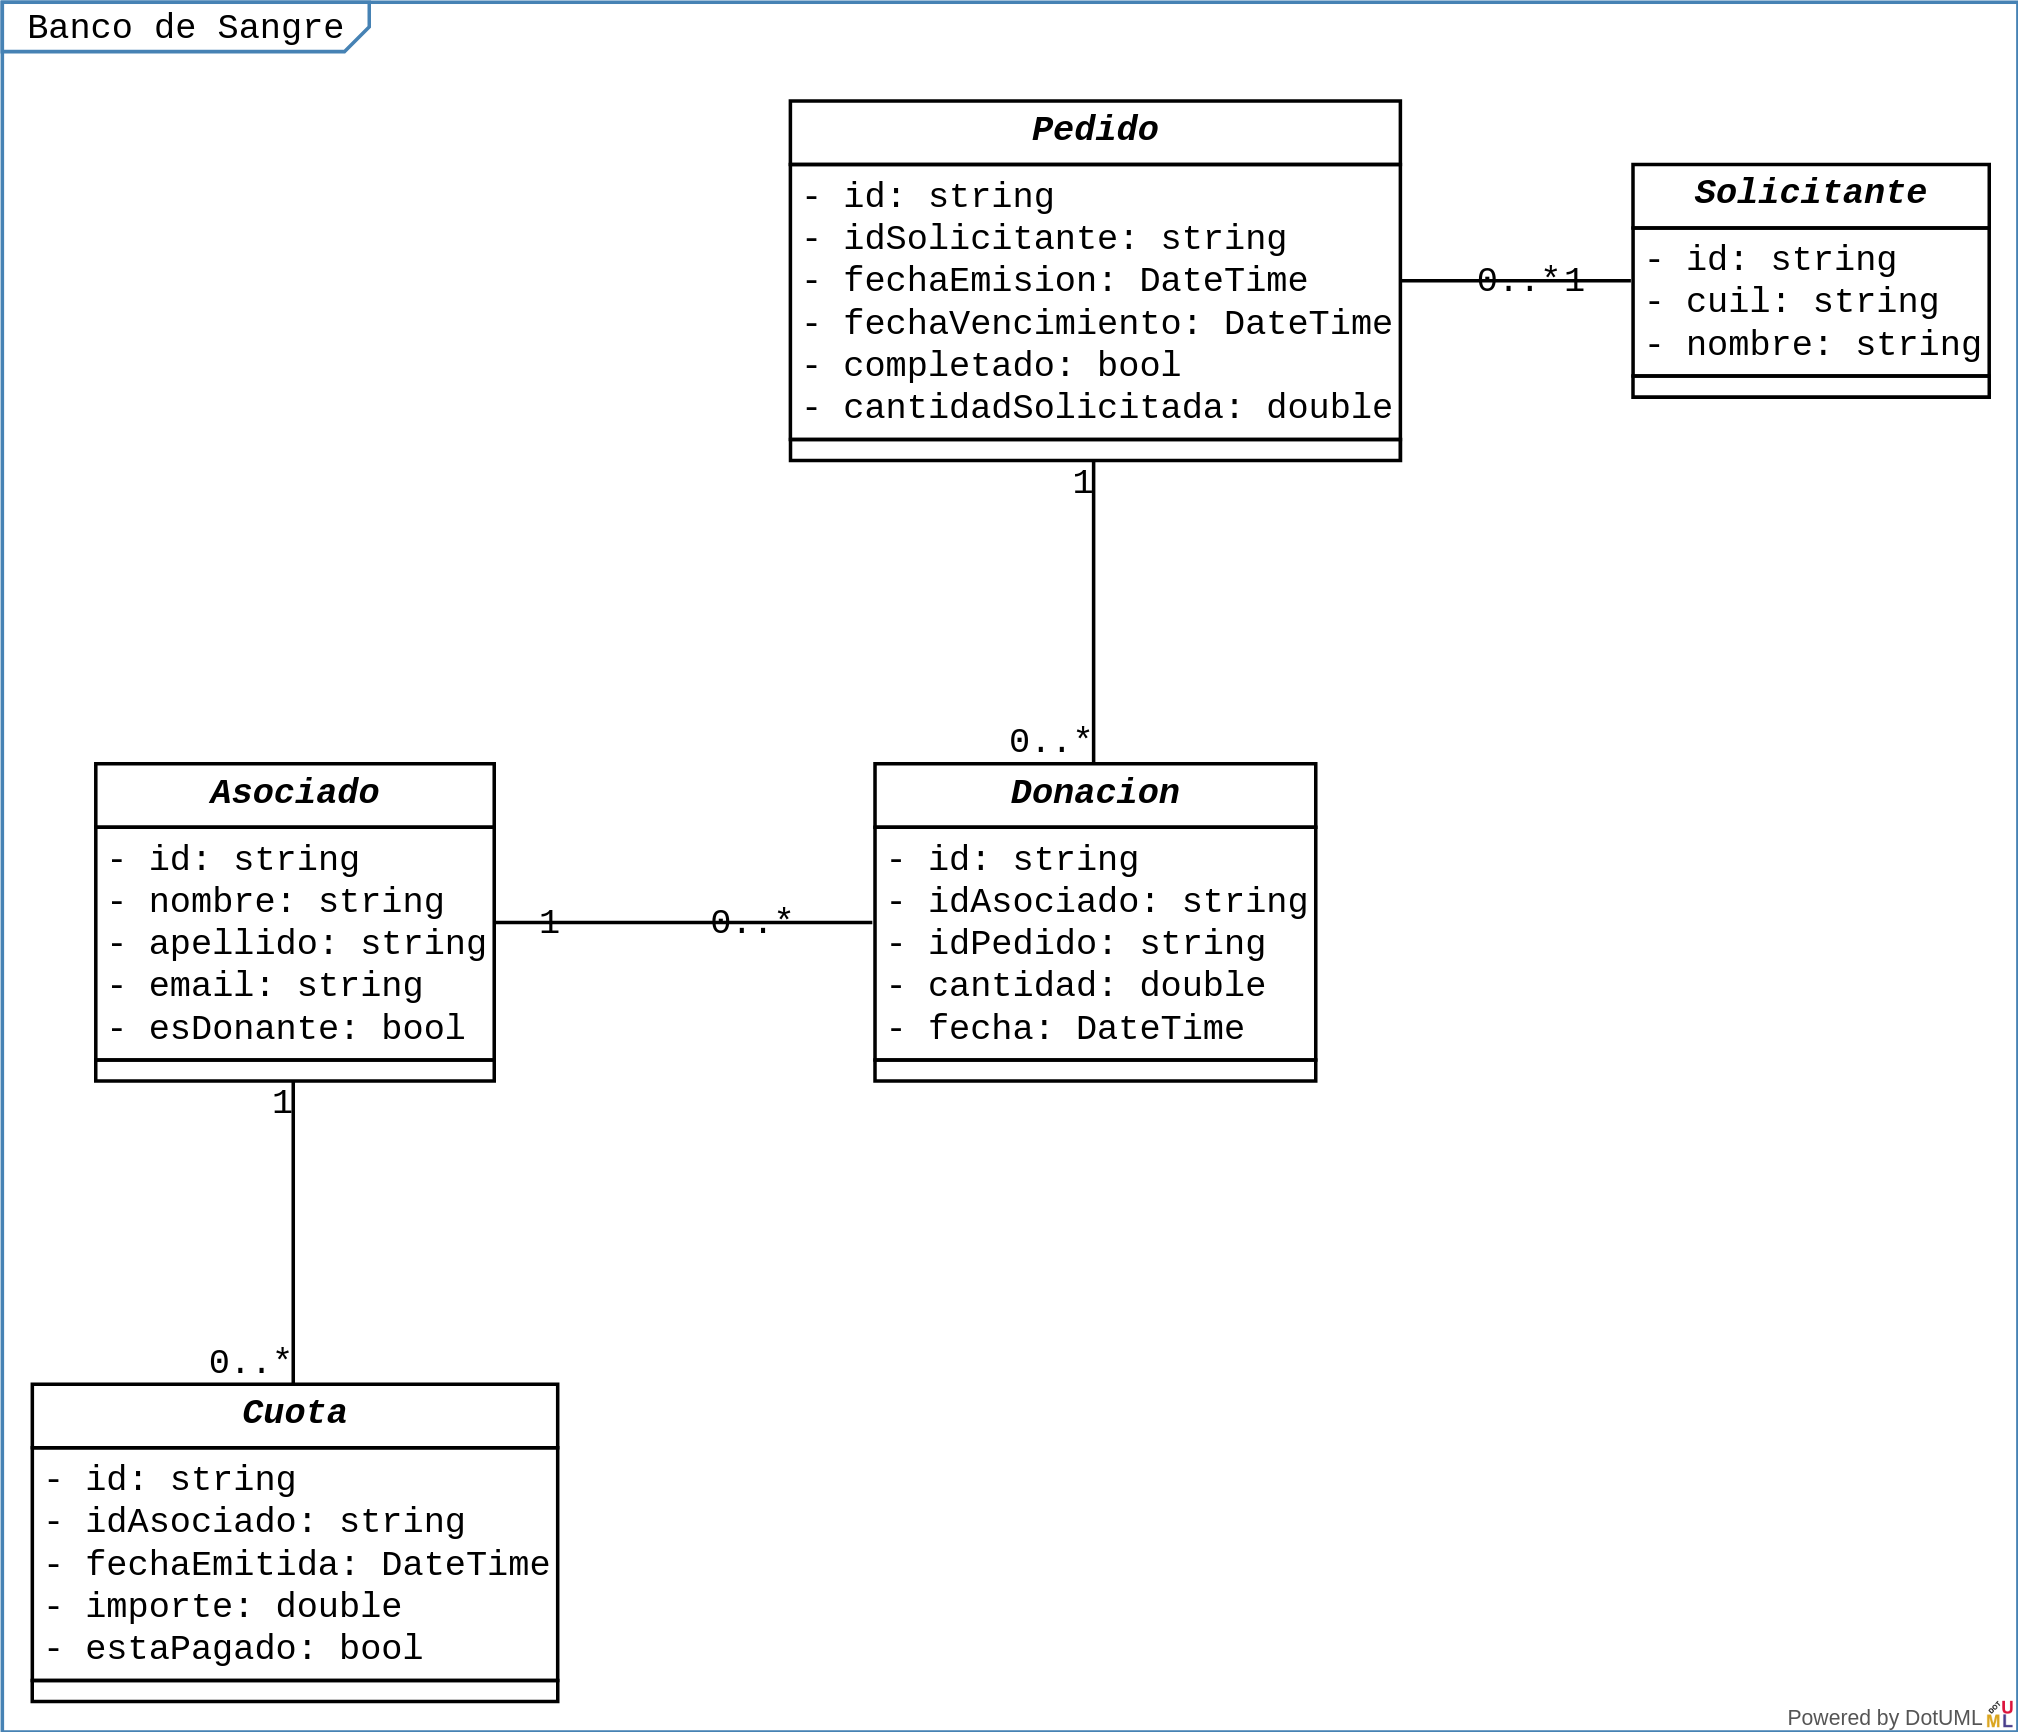 Banco de Sangre
Pedido
- id: string
- idSolicitante: string
- fechaEmision: DateTime
- fechaVencimiento: DateTime
- completado: bool
- cantidadSolicitada: double
0..*
1
Solicitante
- id: string
- cuil: string
- nombre: string
1
0..*
Asociado
- id: string
- nombre: string
- apellido: string
- email: string
- esDonante: bool
1
0..*
Donacion
- id: string
- idAsociado: string
- idPedido: string
- cantidad: double
- fecha: DateTime
1
0..*
Cuota
- id: string
- idAsociado: string
- fechaEmitida: DateTime
- importe: double
- estaPagado: bool
Powered by DotUML
DOT
U
ML